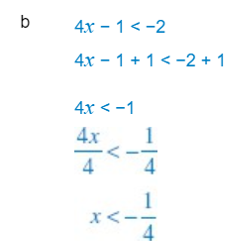 b 4x − 1 < −2
4x − 1 + 1 < −2 + 1
4x < −1
4x/4 < −1/4
x < −1/4